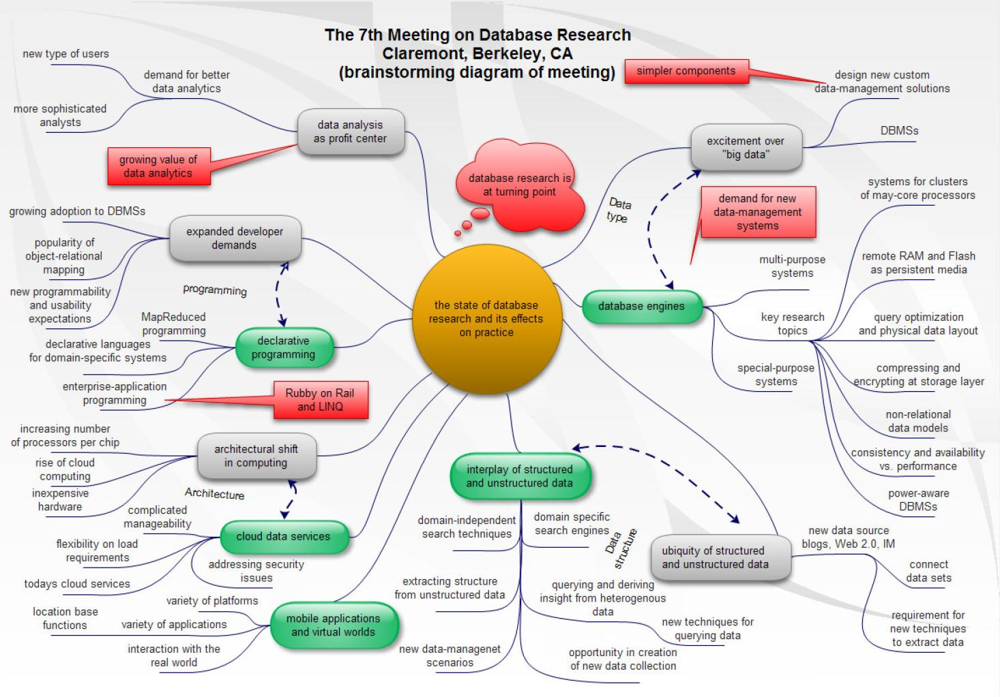 The 7th Meeting on Database Research
Claremont, Berkeley, CA
(brainstorming diagram of meeting)
new type of users
demand for better
data analytics
more sophisticated
analysts
data analysis
as profit center
growing value of
data analytics
simpler components
design new custom
data-management solutions
DBMSs
excitement over
"big data"
database research is
at turning point
Data
type
demand for new
data-management
systems
systems for clusters
of may-core processors
growing adoption to DBMSs
expanded developer
demands
popularity of
object-relational
mapping
new programmability
and usability
expectations
programming
MapReduced
programming
declarative languages
for domain-specific systems
enterprise-application
programming
declarative
programming
Rubby on Rail
and LINQ
the state of database
research and its effects
on practice
database engines
multi-purpose
systems
key research
topics
special-purpose
systems
remote RAM and Flash
as persistent media
query optimization
and physical data layout
compressing and
encrypting at storage layer
non-relational
data models
consistency and availability
vs. performance
power-aware
DBMSs
increasing number
of processors per chip
rise of cloud
computing
inexpensive
hardware
architectural shift
in computing
Architecture
complicated
manageability
flexibility on load
requirements
todays cloud services
cloud data services
addressing security
issues
variety of platforms
location base
functions
variety of applications
interaction with the
real world
mobile applications
and virtual worlds
interplay of structured
and unstructured data
domain-independent
search techniques
domain specific
search engines
Data
structure
extracting structure
from unstructured data
querying and deriving
insight from heterogenous
data
new techniques for
querying data
new data-managenet
scenarios
opportunity in creation
of new data collection
ubiquity of structured
and unstructured data
new data source
blogs, Web 2.0, IM
connect
data sets
requirement for
new techniques
to extract data